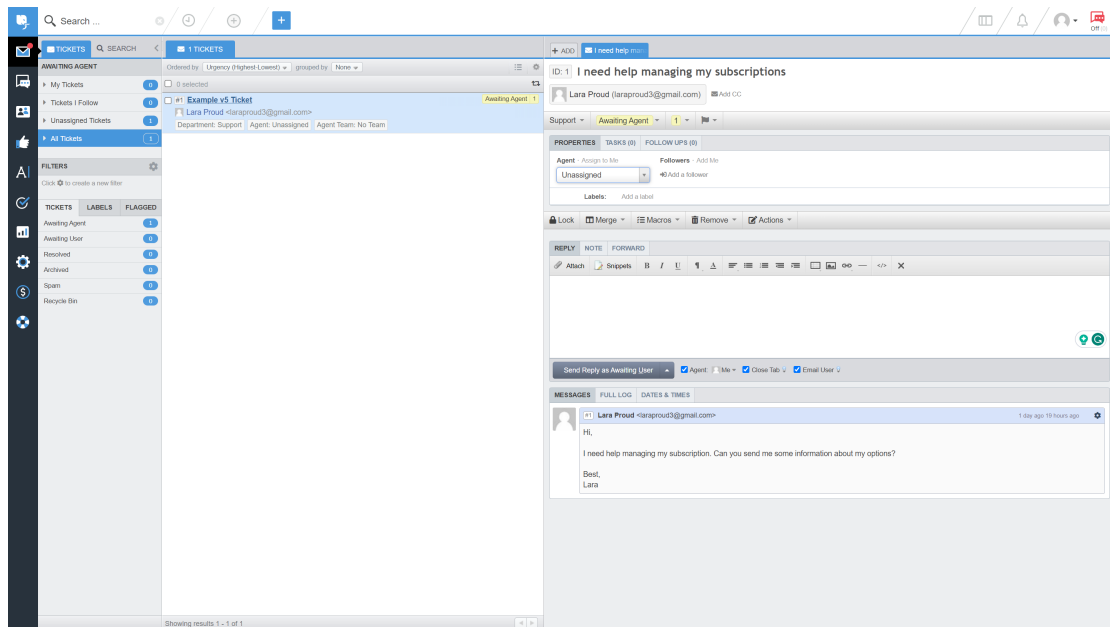 Search ...
Off (0)
TICKETS
SEARCH
AWAITING AGENT
My Tickets 0
Tickets I Follow 0
Unassigned Tickets 1
All Tickets 1
FILTERS
Click to create a new filter
TICKETS LABELS FLAGGED
Awaiting Agent 1
Awaiting User 0
Resolved 0
Archived 0
Spam 0
Recycle Bin 0
1 TICKETS
Ordered by Urgency (Highest-Lowest) grouped by None
0 selected
#1 Example v5 Ticket Awaiting Agent 1
Lara Proud <laraproud3@gmail.com>
Department: Support Agent: Unassigned Agent Team: No Team
Showing results 1 - 1 of 1
+ ADD I need help man
ID: 1 I need help managing my subscriptions
Lara Proud (laraproud3@gmail.com) Add CC
Support Awaiting Agent 1
PROPERTIES TASKS (0) FOLLOW UPS (0)
Agent - Assign to Me Followers - Add Me
Unassigned Add a follower
Labels: Add a label
Lock Merge Macros Remove Actions
REPLY NOTE FORWARD
Attach Snippets B I U ¶ A </> X
Send Reply as Awaiting User Agent: Me Close Tab Email User
MESSAGES FULL LOG DATES & TIMES
#1 Lara Proud <laraproud3@gmail.com> 1 day ago 19 hours ago
Hi,
I need help managing my subscription. Can you send me some information about my options?
Best,
Lara